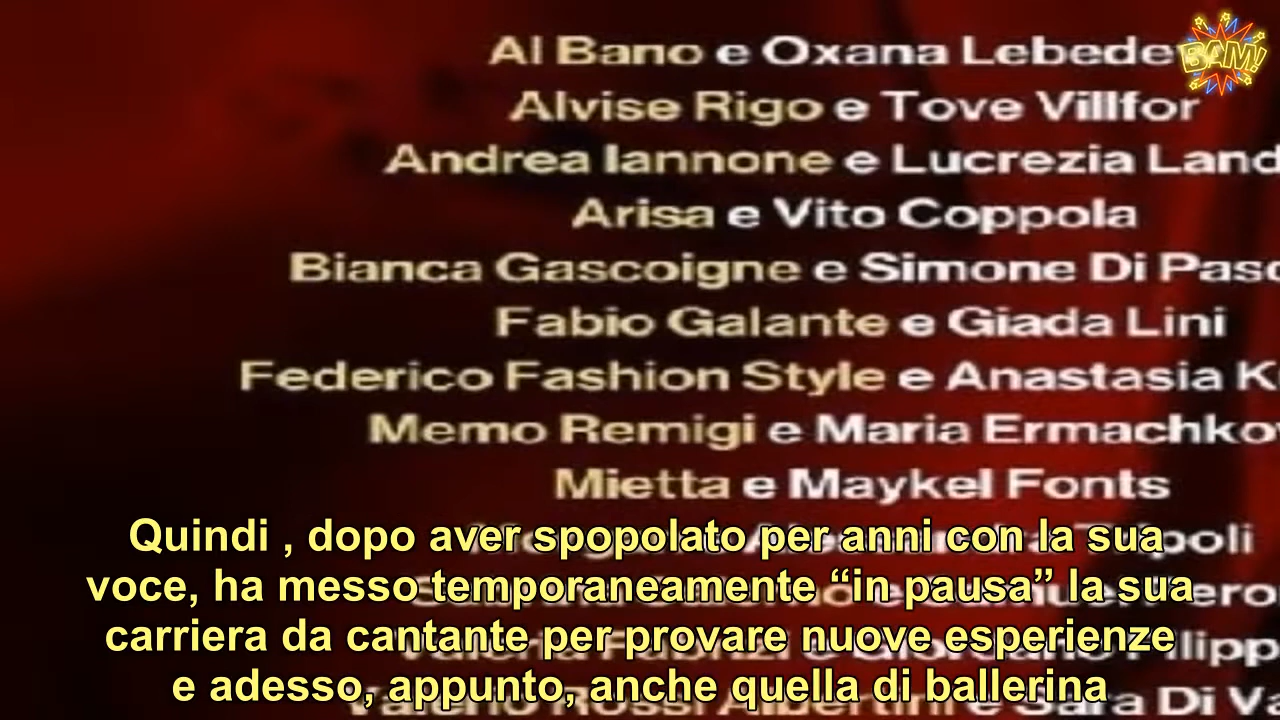 Al Bano e Oxana Lebede
BAM!
Alvise Rigo e Tove Villfor
Andrea Iannone e Lucrezia Land
Arisa e Vito Coppola
Bianca Gascoigne e Simone Di Pasq
Fabio Galante e Giada Lini
Federico Fashion Style e Anastasia K
Memo Remigi e Maria Ermachkov
Mietta e Maykel Fonts
Quindi , dopo aver spopolato per anni con la sua
voce, ha messo temporaneamente “in pausa” la sua
carriera da cantante per provare nuove esperienze
e adesso, appunto, anche quella di ballerina